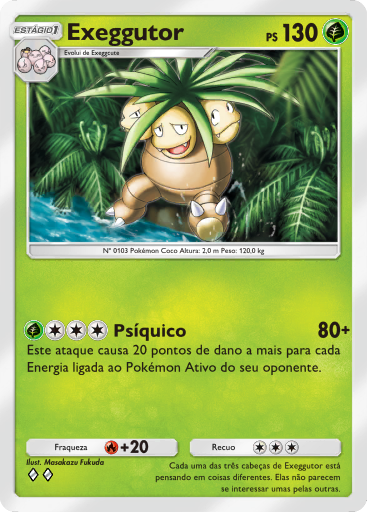 ESTÁGIO 1
Exeggutor
PS 130
Evolui de Exeggcute
N° 0103 Pokémon Coco Altura: 2,0 m Peso: 120,0 kg
Psíquico 80+
Este ataque causa 20 pontos de dano a mais para cada
Energia ligada ao Pokémon Ativo do seu oponente.
Fraqueza +20 Recuo
Ilust. Masakazu Fukuda
Cada uma das três cabeças de Exeggutor está
pensando em coisas diferentes. Elas não parecem
se interessar umas pelas outras.